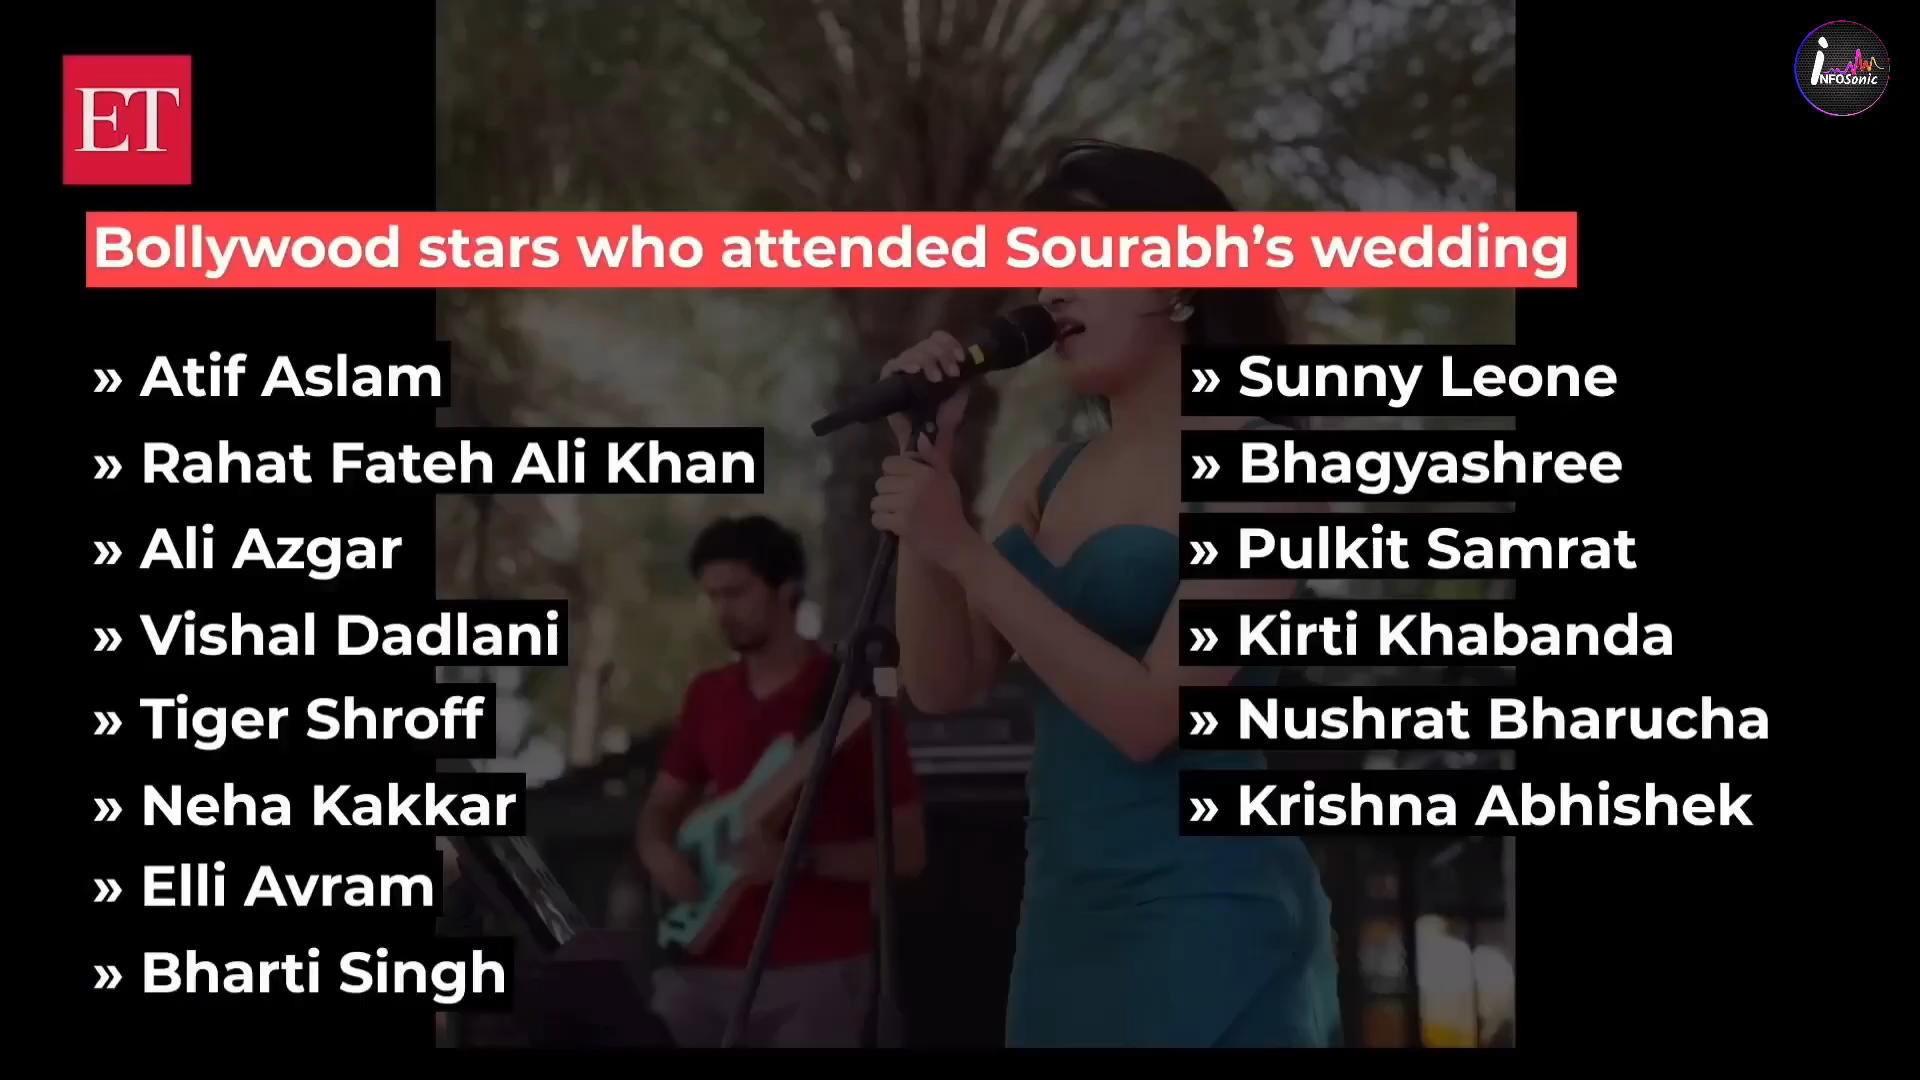 ET
iNFOSonic
Bollywood stars who attended Sourabh’s wedding
» Atif Aslam
» Rahat Fateh Ali Khan
» Ali Azgar
» Vishal Dadlani
» Tiger Shroff
» Neha Kakkar
» Elli Avram
» Bharti Singh
» Sunny Leone
» Bhagyashree
» Pulkit Samrat
» Kirti Khabanda
» Nushrat Bharucha
» Krishna Abhishek